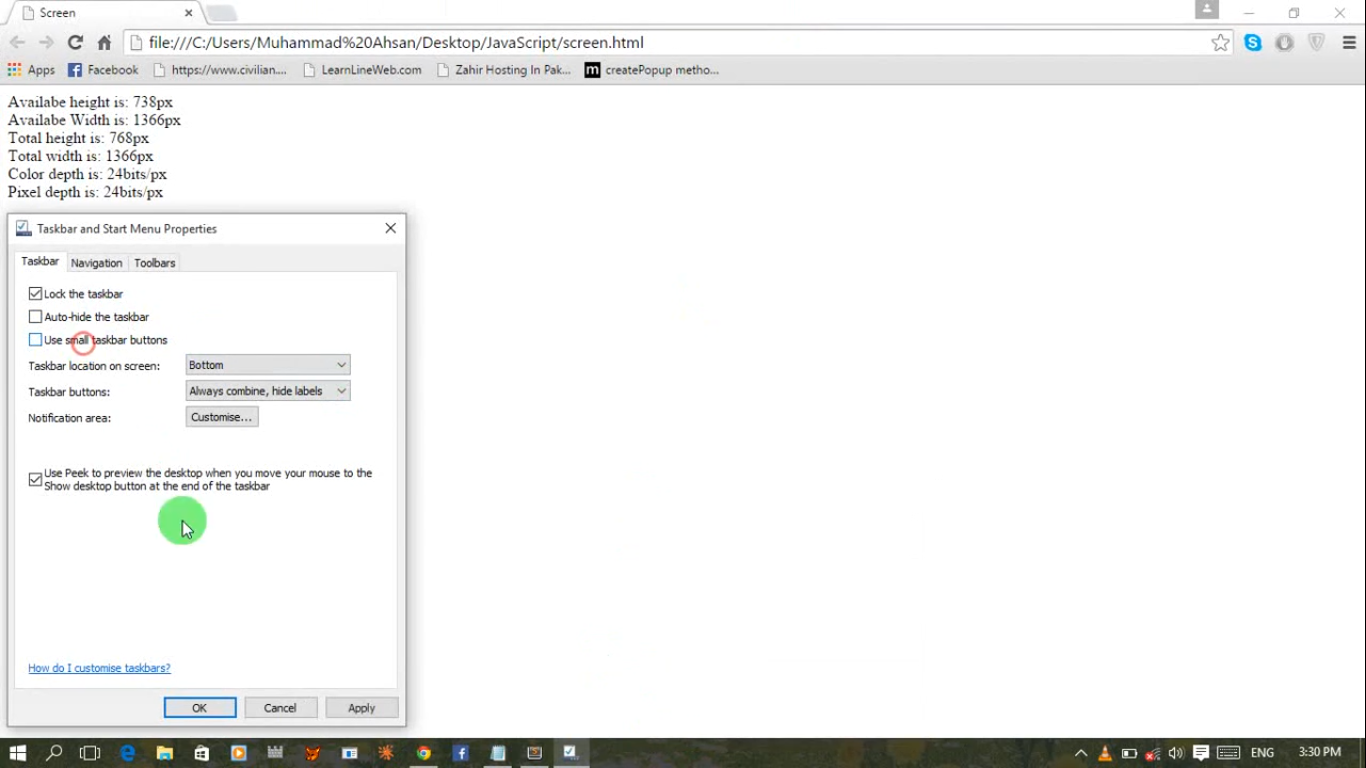 Screen
file:///C:/Users/Muhammad%20Ahsan/Desktop/JavaScript/screen.html
Apps Facebook https://www.civilian.... LearnLineWeb.com Zahir Hosting In Pak... m createPopup metho...
Availabe height is: 738px
Availabe Width is: 1366px
Total height is: 768px
Total width is: 1366px
Color depth is: 24bits/px
Pixel depth is: 24bits/px
Taskbar and Start Menu Properties
Taskbar Navigation Toolbars
Lock the taskbar
Auto-hide the taskbar
Use small taskbar buttons
Taskbar location on screen: Bottom
Taskbar buttons: Always combine, hide labels
Notification area: Customise...
Use Peek to preview the desktop when you move your mouse to the
Show desktop button at the end of the taskbar
How do I customise taskbars?
OK Cancel Apply
ENG 3:30 PM